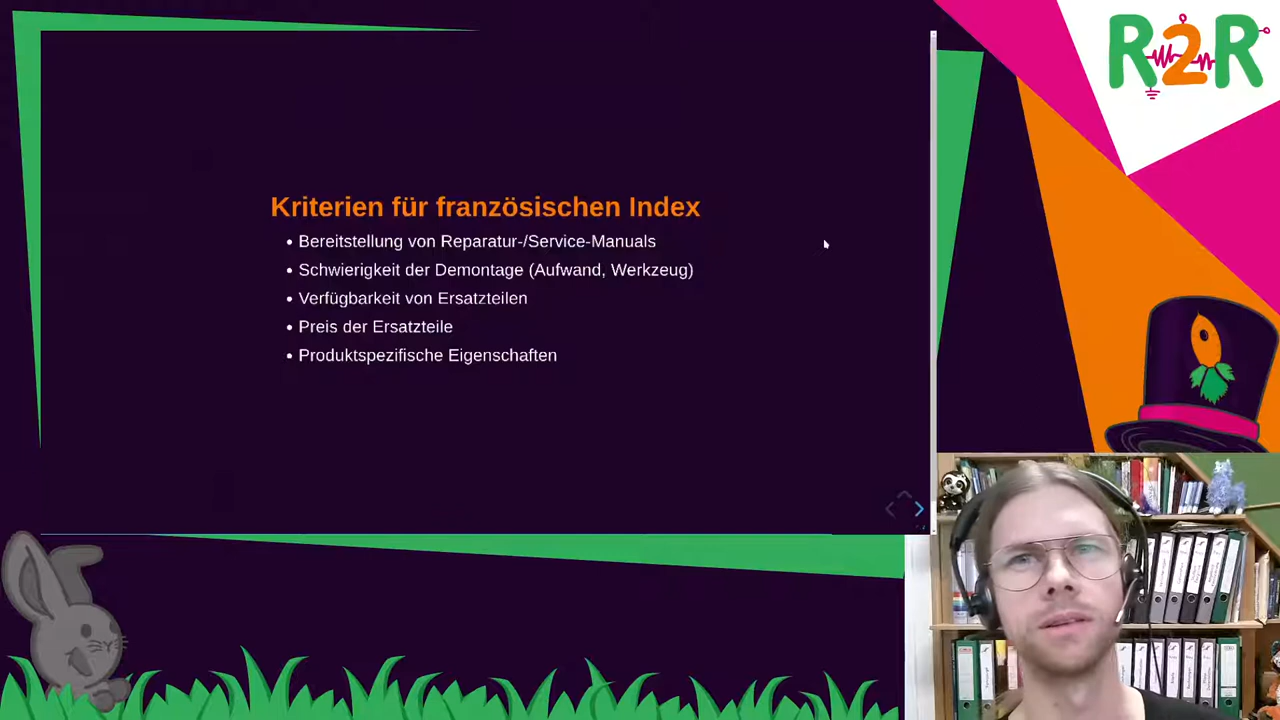 R2R
Kriterien für französischen Index
• Bereitstellung von Reparatur-/Service-Manuals
• Schwierigkeit der Demontage (Aufwand, Werkzeug)
• Verfügbarkeit von Ersatzteilen
• Preis der Ersatzteile
• Produktspezifische Eigenschaften